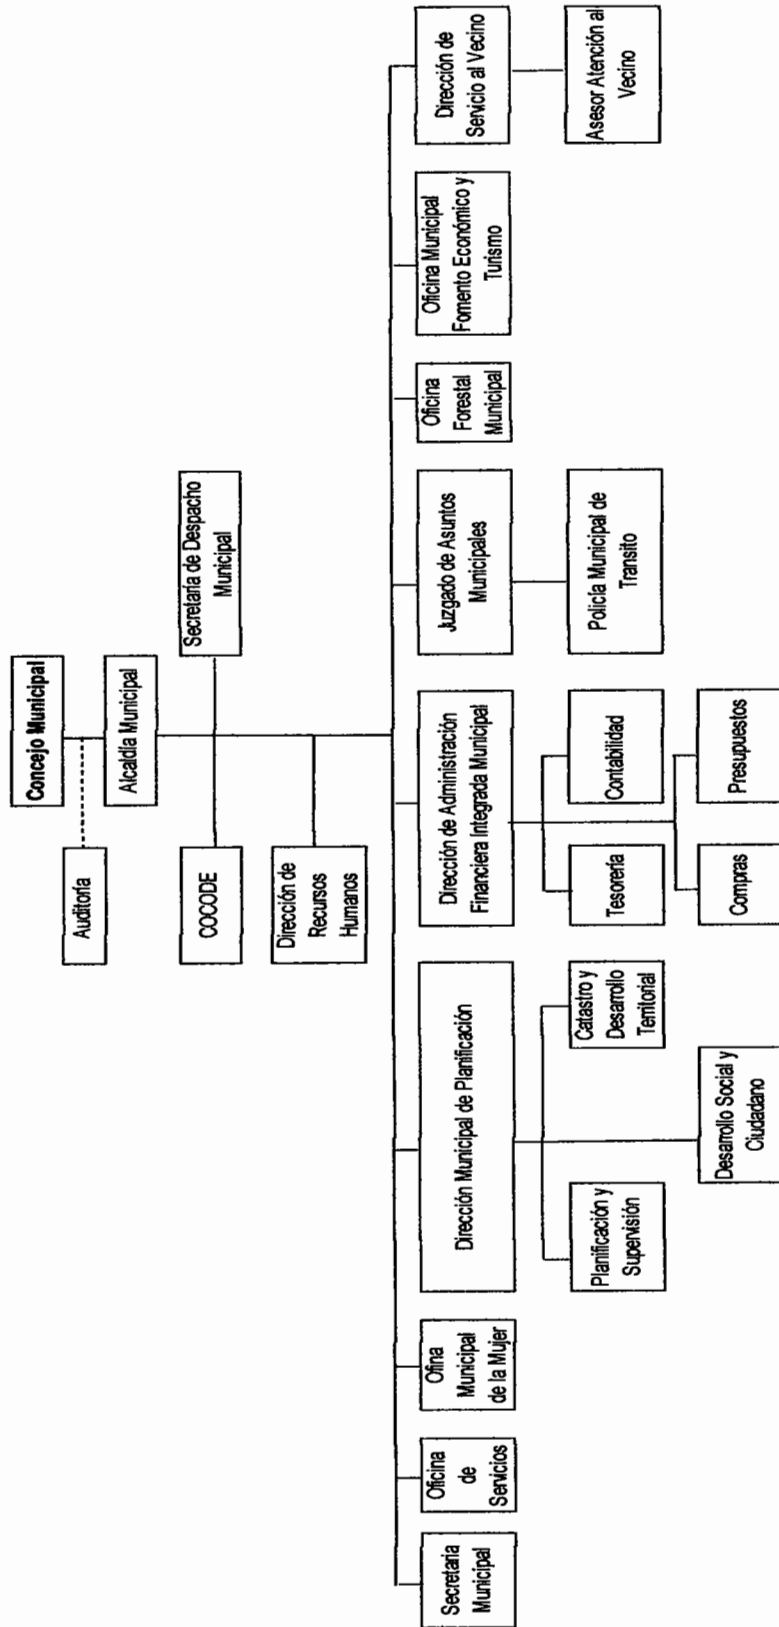 Concejo Municipal
Auditoría
Alcaldía Municipal
COCODE
Secretaría de Despacho
Municipal
Dirección de
Recursos
Humanos
Secretaria
Municipal
Oficina
de
Servicios
Ofina
Municipal
de la Mujer
Dirección Municipal de Planificación
Dirección de Administración
Financiera Integrada Municipal
Juzgado de Asuntos
Municipales
Oficina
Forestal
Municipal
Oficina Municipal
Fomento Económico y
Turismo
Dirección de
Servicio al Vecino
Planificación y
Supervisión
Catastro y
Desarrollo
Territorial
Tesorería
Contabilidad
Policía Municipal de
Transito
Asesor Atención al
Vecino
Desarrollo Social y
Ciudadano
Compras
Presupuestos